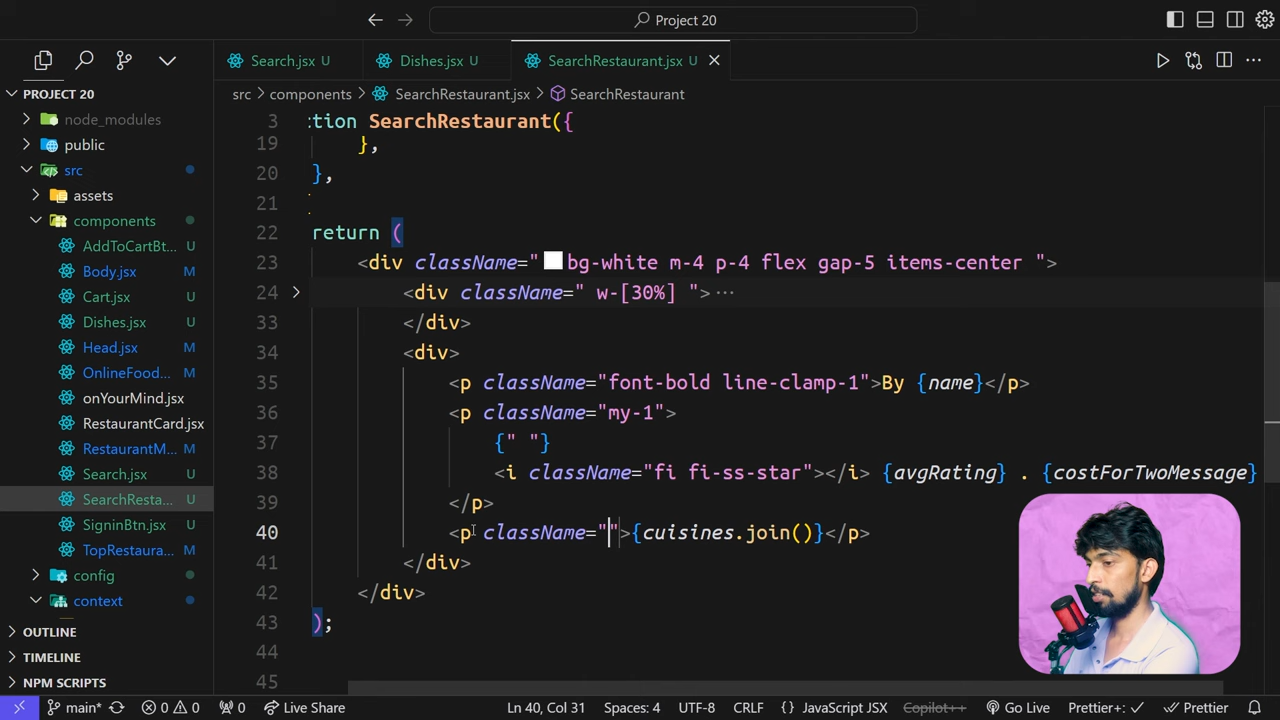 Project 20
Search.jsx U
Dishes.jsx U
SearchRestaurant.jsx U
src > components > SearchRestaurant.jsx > SearchRestaurant
PROJECT 20
node_modules
public
src
assets
components
AddToCartBt... U
Body.jsx M
Cart.jsx U
Dishes.jsx U
Head.jsx M
OnlineFood... M
onYourMind.jsx
RestaurantCard.jsx
RestaurantM... M
Search.jsx U
SearchResta... U
SigninBtn.jsx U
TopRestaura... M
config
context
OUTLINE
TIMELINE
NPM SCRIPTS
3 :tion SearchRestaurant({
19 },
20 },
21
22 return (
23 <div className=" bg-white m-4 p-4 flex gap-5 items-center ">
24 <div className=" w-[30%] ">···
33 </div>
34 <div>
35 <p className="font-bold line-clamp-1">By {name}</p>
36 <p className="my-1">
37 {" "}
38 <i className="fi fi-ss-star"></i> {avgRating} . {costForTwoMessage}
39 </p>
40 <p className="">{cuisines.join()}</p>
41 </div>
42 </div>
43 );
44
45
main* 0 0 0 Live Share Ln 40, Col 31 Spaces: 4 UTF-8 CRLF {} JavaScript JSX Copilot++ Go Live Prettier+: Prettier